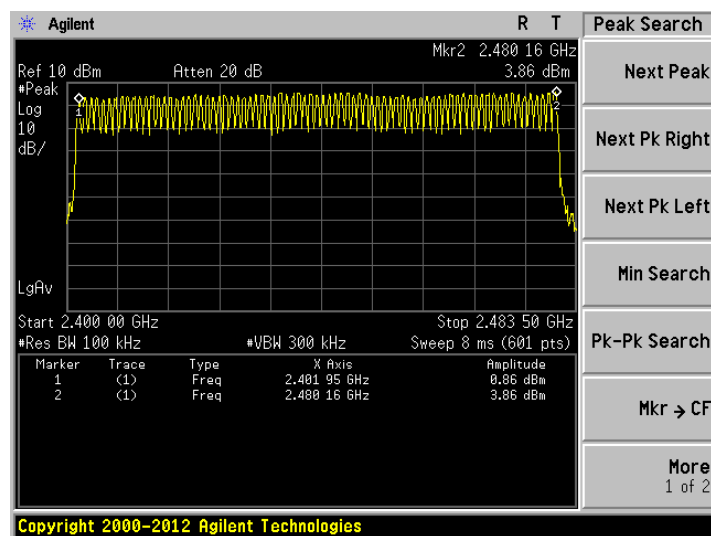 Agilent R T Peak Search
Mkr2 2.480 16 GHz
Ref 10 dBm Atten 20 dB 3.86 dBm
#Peak
Log
10
dB/
1 2
LgAv
Start 2.400 00 GHz Stop 2.483 50 GHz
#Res BW 100 kHz #VBW 300 kHz Sweep 8 ms (601 pts)
Marker Trace Type X Axis Amplitude
1 (1) Freq 2.401 95 GHz 0.86 dBm
2 (1) Freq 2.480 16 GHz 3.86 dBm
Next Peak
Next Pk Right
Next Pk Left
Min Search
Pk-Pk Search
Mkr → CF
More
1 of 2
Copyright 2000-2012 Agilent Technologies